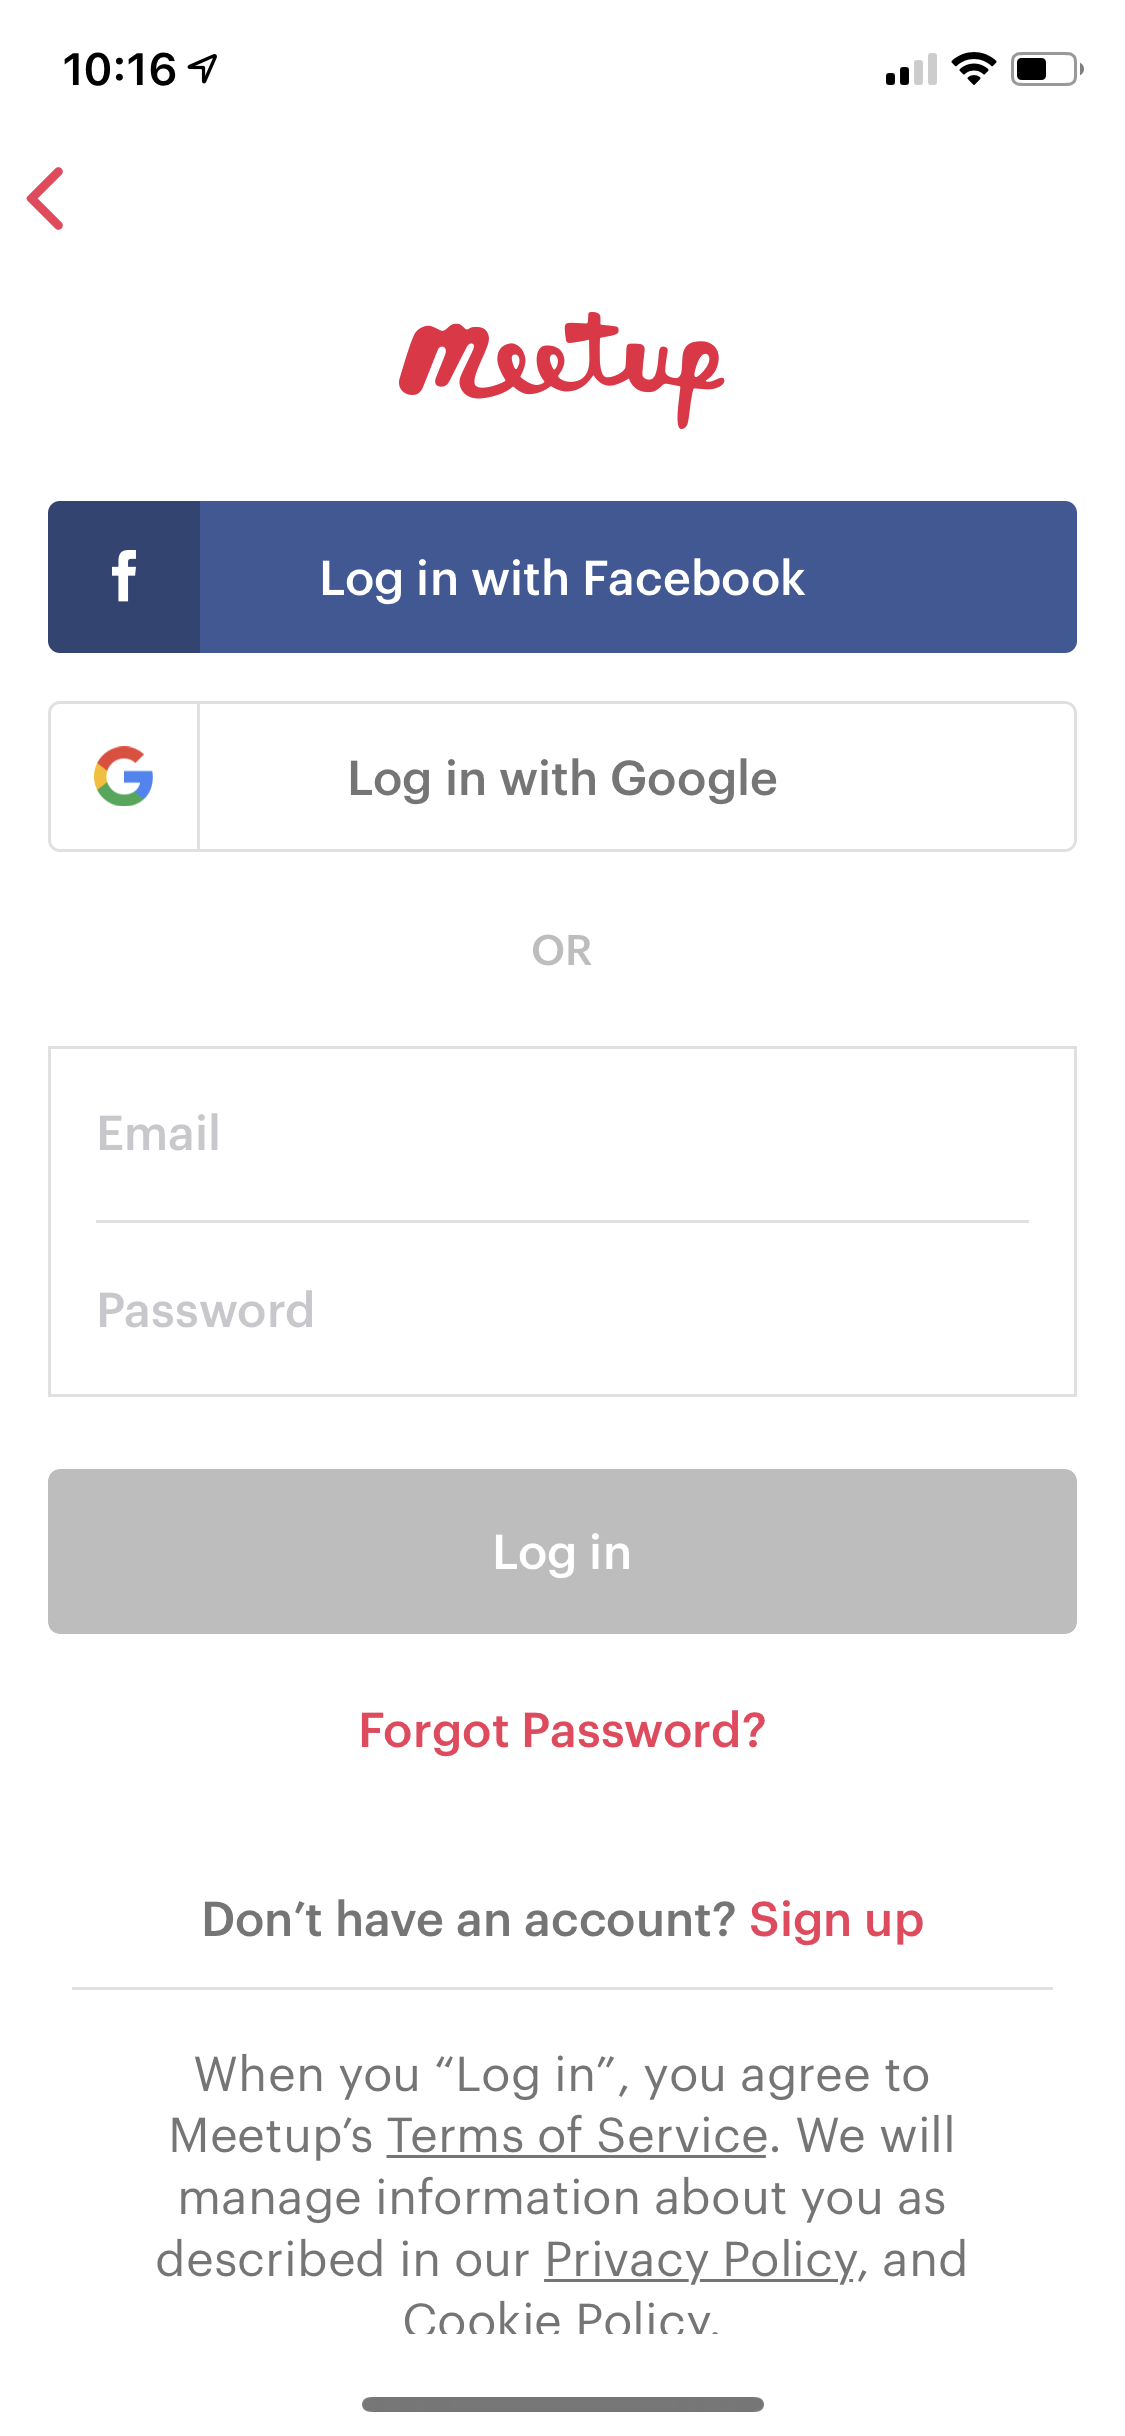 10:16
meetup
f
Log in with Facebook
G
Log in with Google
OR
Email
Password
Log in
Forgot Password?
Don’t have an account? Sign up
When you “Log in”, you agree to
Meetup’s Terms of Service. We will
manage information about you as
described in our Privacy Policy, and
Cookie Policy.